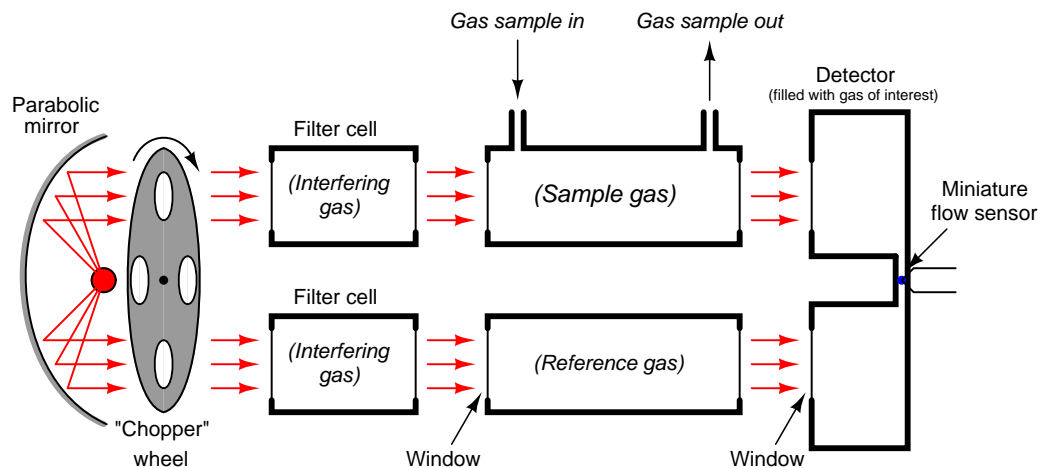 Gas sample in
Gas sample out
Detector
(filled with gas of interest)
Parabolic
mirror
Filter cell
(Interfering
gas)
(Sample gas)
Miniature
flow sensor
Filter cell
(Interfering
gas)
(Reference gas)
"Chopper"
wheel
Window
Window